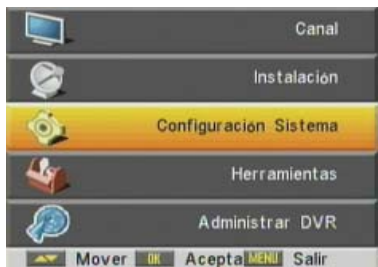 Canal
Instalación
Configuración Sistema
Herramientas
Administrar DVR
Mover OK Acepta MENU Salir